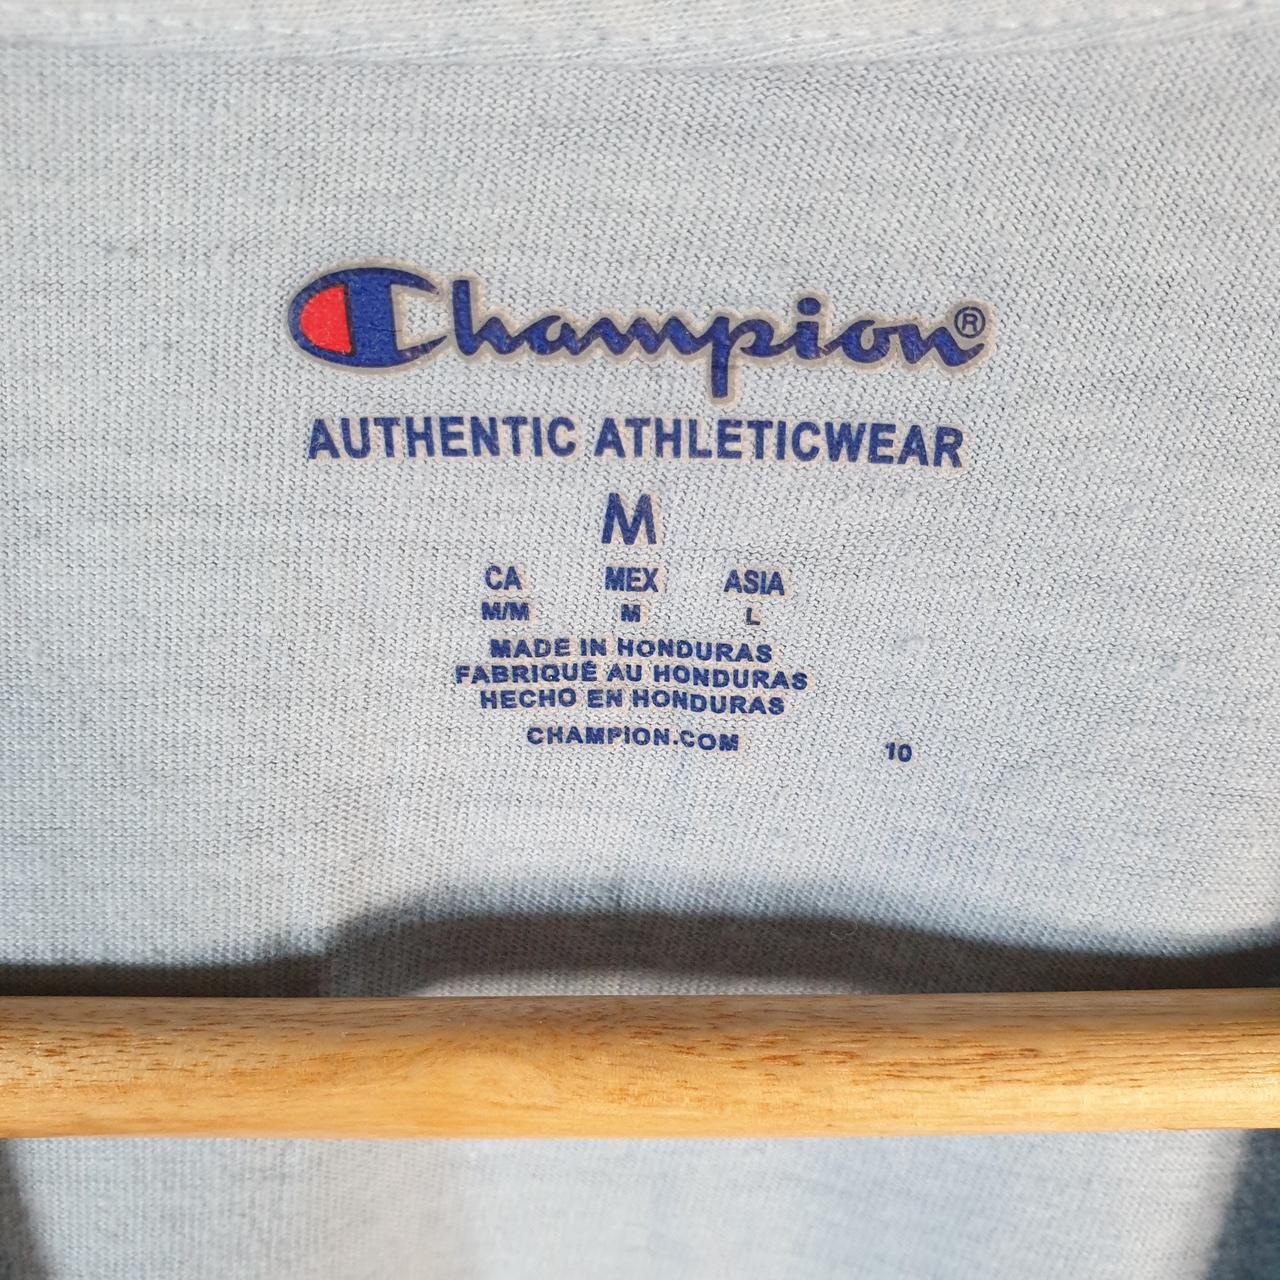 Champion®
AUTHENTIC ATHLETICWEAR
M
CA MEX ASIA
M/M M L
MADE IN HONDURAS
FABRIQUÉ AU HONDURAS
HECHO EN HONDURAS
CHAMPION.COM 10